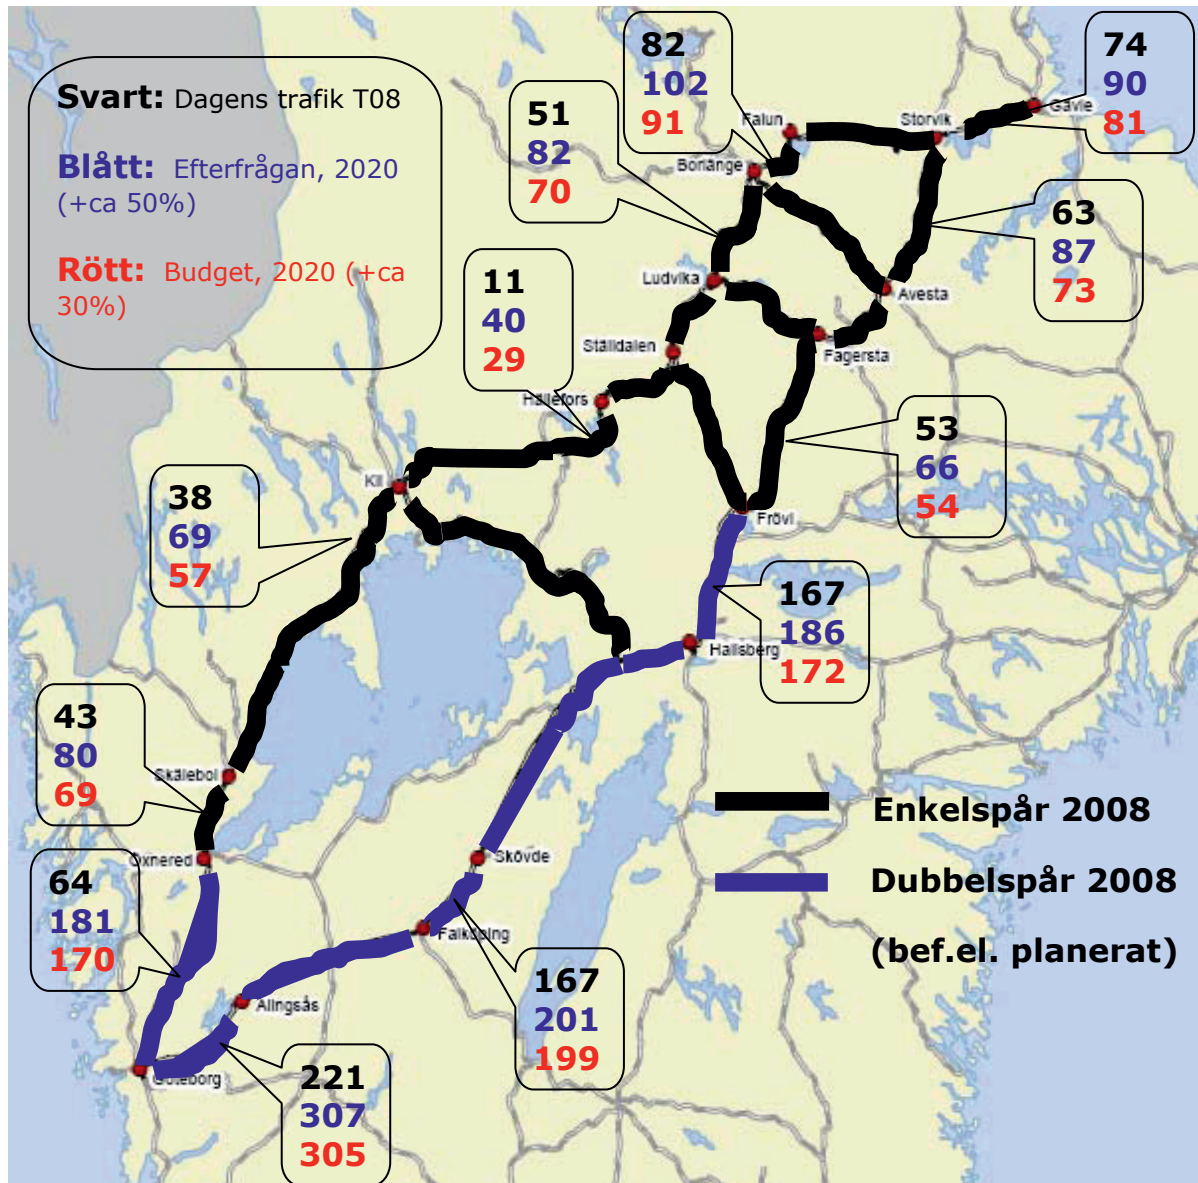 Svart: Dagens trafik T08
Blått: Efterfrågan, 2020
(+ca 50%)
Rött: Budget, 2020 (+ca
30%)
82
102
91
74
90
81
51
82
70
Gävle
Storvik
Falun
Borlänge
63
87
73
11
40
29
Ludvika
Avesta
Ställdalen
Fagersta
Hällefors
53
66
54
38
69
57
Kil
Frövi
167
186
172
Hallsberg
43
80
69
Skälebol
Enkelspår 2008
Öxnered
Skövde
Dubbelspår 2008
(bef.el. planerat)
64
181
170
Falköping
167
201
199
Alingsås
Göteborg
221
307
305